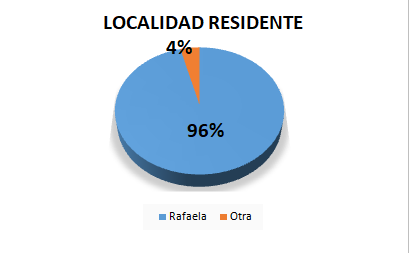 LOCALIDAD RESIDENTE
4%
96%
Rafaela Otra